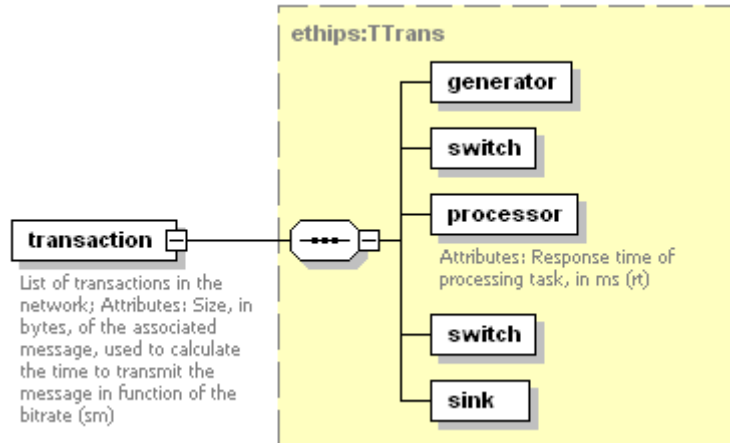 ethips:TTrans
generator
switch
processor
Attributes: Response time of
processing task, in ms (rt)
switch
sink
transaction
List of transactions in the
network; Attributes: Size, in
bytes, of the associated
message, used to calculate
the time to transmit the
message in function of the
bitrate (sm)